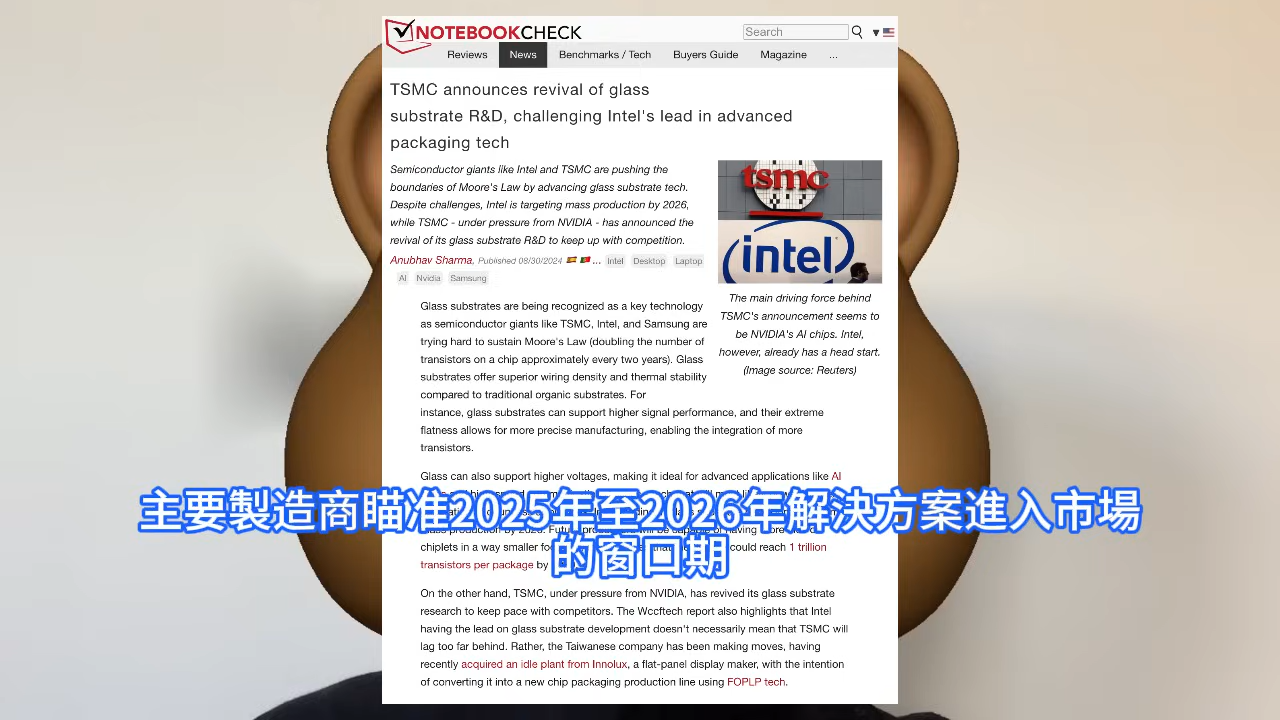 NOTEBOOKCHECK
Search
Reviews
News
Benchmarks / Tech
Buyers Guide
Magazine
...
TSMC announces revival of glass
substrate R&D, challenging Intel's lead in advanced
packaging tech
Semiconductor giants like Intel and TSMC are pushing the
boundaries of Moore's Law by advancing glass substrate tech.
Despite challenges, Intel is targeting mass production by 2026,
while TSMC - under pressure from NVIDIA - has announced the
revival of its glass substrate R&D to keep up with competition.
Anubhav Sharma, Published 08/30/2024 ... Intel Desktop Laptop
AI Nvidia Samsung
tsmc
intel
The main driving force behind
TSMC's announcement seems to
be NVIDIA's AI chips. Intel,
however, already has a head start.
(Image source: Reuters)
Glass substrates are being recognized as a key technology
as semiconductor giants like TSMC, Intel, and Samsung are
trying hard to sustain Moore's Law (doubling the number of
transistors on a chip approximately every two years). Glass
substrates offer superior wiring density and thermal stability
compared to traditional organic substrates. For
instance, glass substrates can support higher signal performance, and their extreme
flatness allows for more precise manufacturing, enabling the integration of more
transistors.
Glass can also support higher voltages, making it ideal for advanced applications like AI
主要製造商瞄准2025年至2026年解決方案進入市場
的窗口期
chiplets in a way smaller could reach 1 trillion
transistors per package by
On the other hand, TSMC, under pressure from NVIDIA, has revived its glass substrate
research to keep pace with competitors. The Wccftech report also highlights that Intel
having the lead on glass substrate development doesn't necessarily mean that TSMC will
lag too far behind. Rather, the Taiwanese company has been making moves, having
recently acquired an idle plant from Innolux, a flat-panel display maker, with the intention
of converting it into a new chip packaging production line using FOPLP tech.